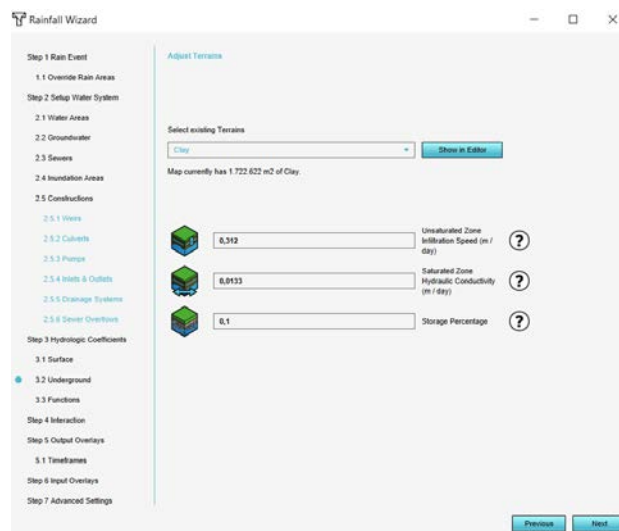 Rainfall Wizard
Step 1 Rain Event
1.1 Override Rain Areas
Step 2 Setup Water System
2.1 Water Areas
2.2 Groundwater
2.3 Sewers
2.4 Inundation Areas
2.5 Constructions
2.5.1 Weirs
2.5.2 Culverts
2.5.3 Pumps
2.5.4 Inlets & Outlets
2.5.5 Drainage Systems
2.5.6 Sewer Overflows
Step 3 Hydrologic Coefficients
3.1 Surface
3.2 Underground
3.3 Functions
Step 4 Interaction
Step 5 Output Overlays
5.1 Timeframes
Step 6 Input Overlays
Step 7 Advanced Settings
Adjust Terrains
Select existing Terrains
Clay
Show in Editor
Map currently has 1.722.622 m2 of Clay.
0,312
Unsaturated Zone
Infiltration Speed (m /
day)
?
0,0133
Saturated Zone
Hydraulic Conductivity
(m / day)
?
0,1
Storage Percentage
?
Previous
Next